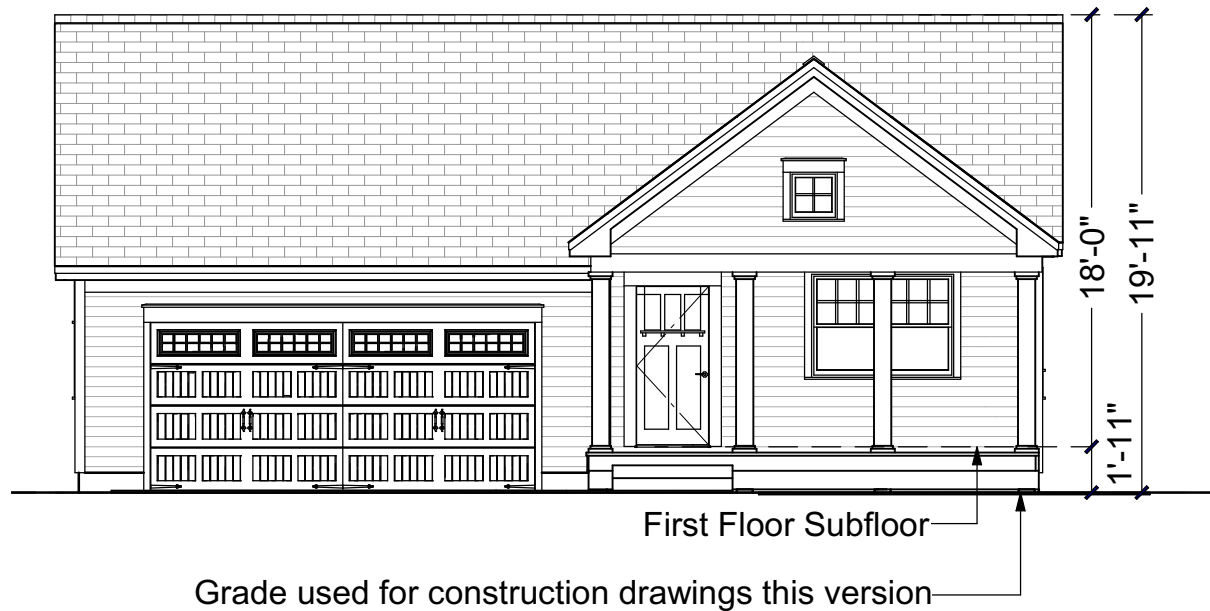 18'-0"
19'-11"
1'-11"
First Floor Subfloor
Grade used for construction drawings this version